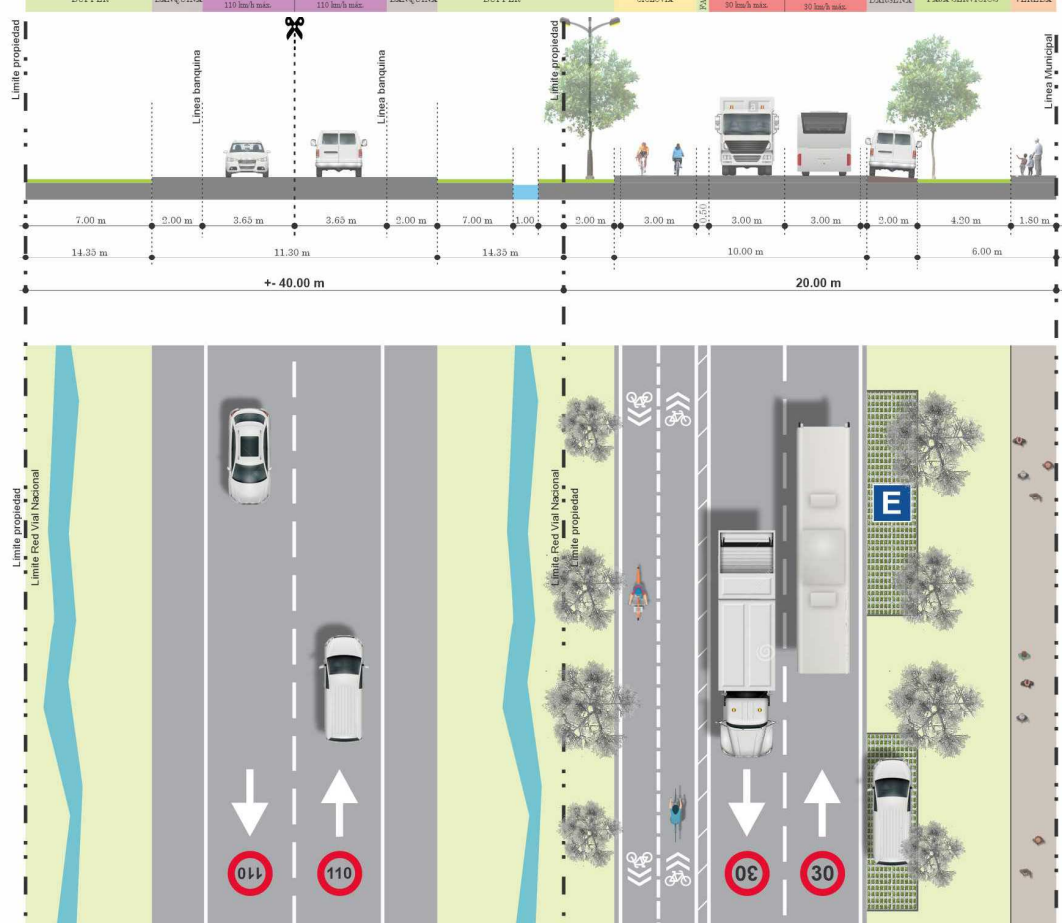 110 km/h máx.
110 km/h máx.
30 km/h máx.
30 km/h máx.
Límite propiedad
Línea banquina
Línea banquina
Límite propiedad
Línea Municipal
7.00 m
2.00 m
3.65 m
3.65 m
2.00 m
7.00 m
1.00
2.00 m
3.00 m
0.50
3.00 m
3.00 m
2.00 m
4.20 m
1.80 m
14.35 m
11.30 m
14.35 m
10.00 m
6.00 m
+- 40.00 m
20.00 m
Límite propiedad
Límite Red Vial Nacional
Límite Red Vial Nacional
Límite propiedad
E
110
110
30
30